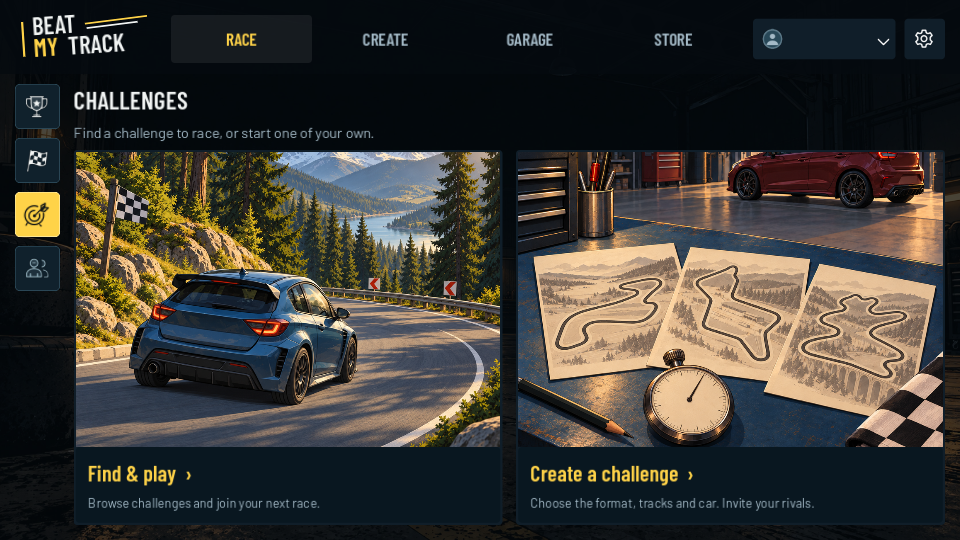 BEAT
MY TRACK
RACE
CREATE
GARAGE
STORE
CHALLENGES
Find a challenge to race, or start one of your own.
Find & play ›
Browse challenges and join your next race.
Create a challenge ›
Choose the format, tracks and car. Invite your rivals.